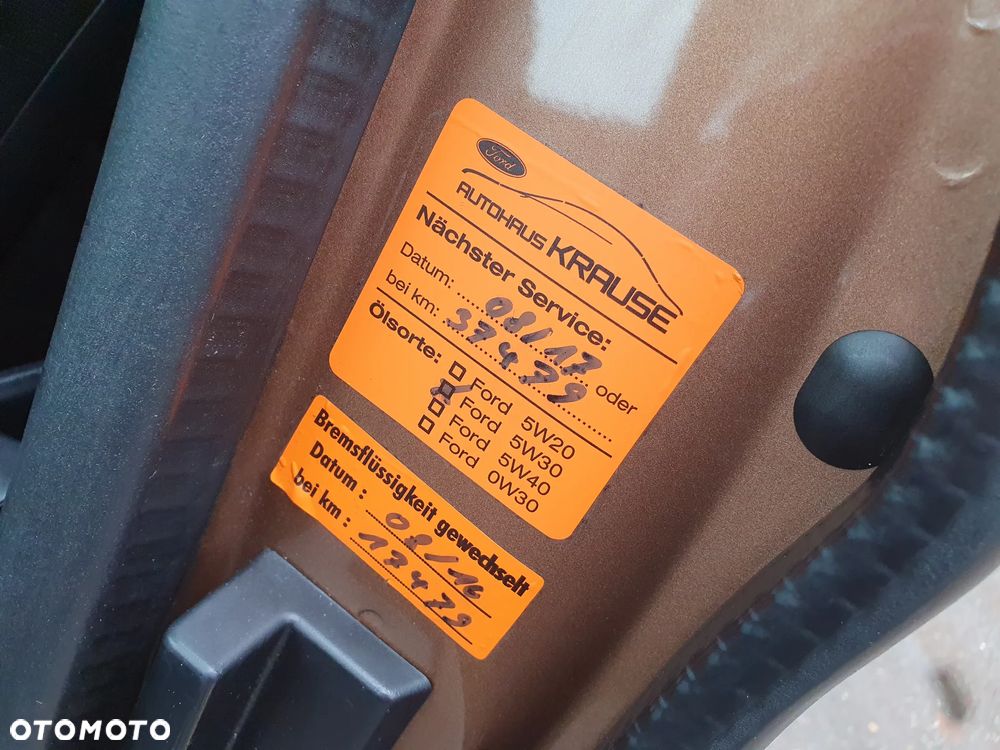 Ford
AUTOHAUS KRAUSE
Nächster Service:
Datum: 08/17 oder
bei km: 37479
Ölsorte: Ford 5W20
Ford 5W30
Ford 5W40
Ford 0W30
Bremsflüssigkeit gewechselt
Datum: 08/16
bei km: 17479
OTOMOTO